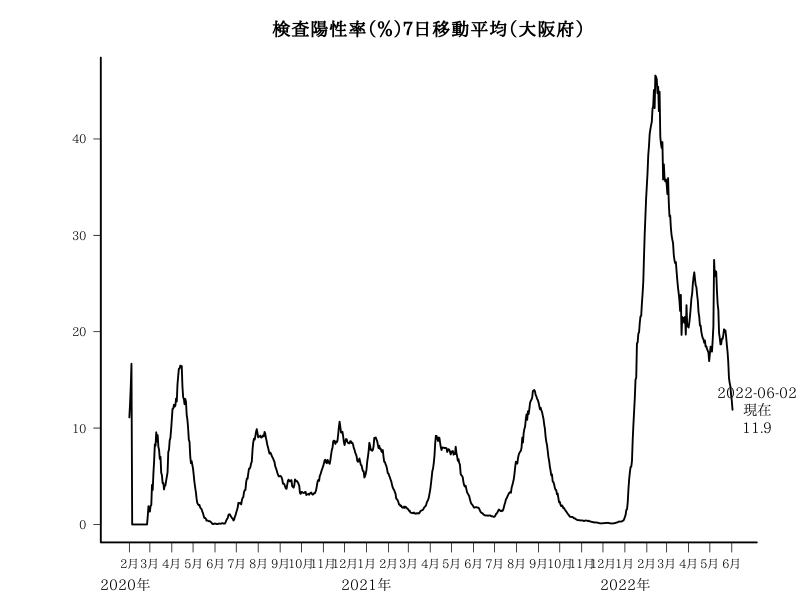 検査陽性率(%)7日移動平均(大阪府)
40
30
20
10
0
2022-06-02
現在
11.9
2月 3月 4月 5月 6月 7月 8月 9月 10月 11月 12月 1月 2月 3月 4月 5月 6月 7月 8月 9月 10月 11月 12月 1月 2月 3月 4月 5月 6月
2020年 2021年 2022年